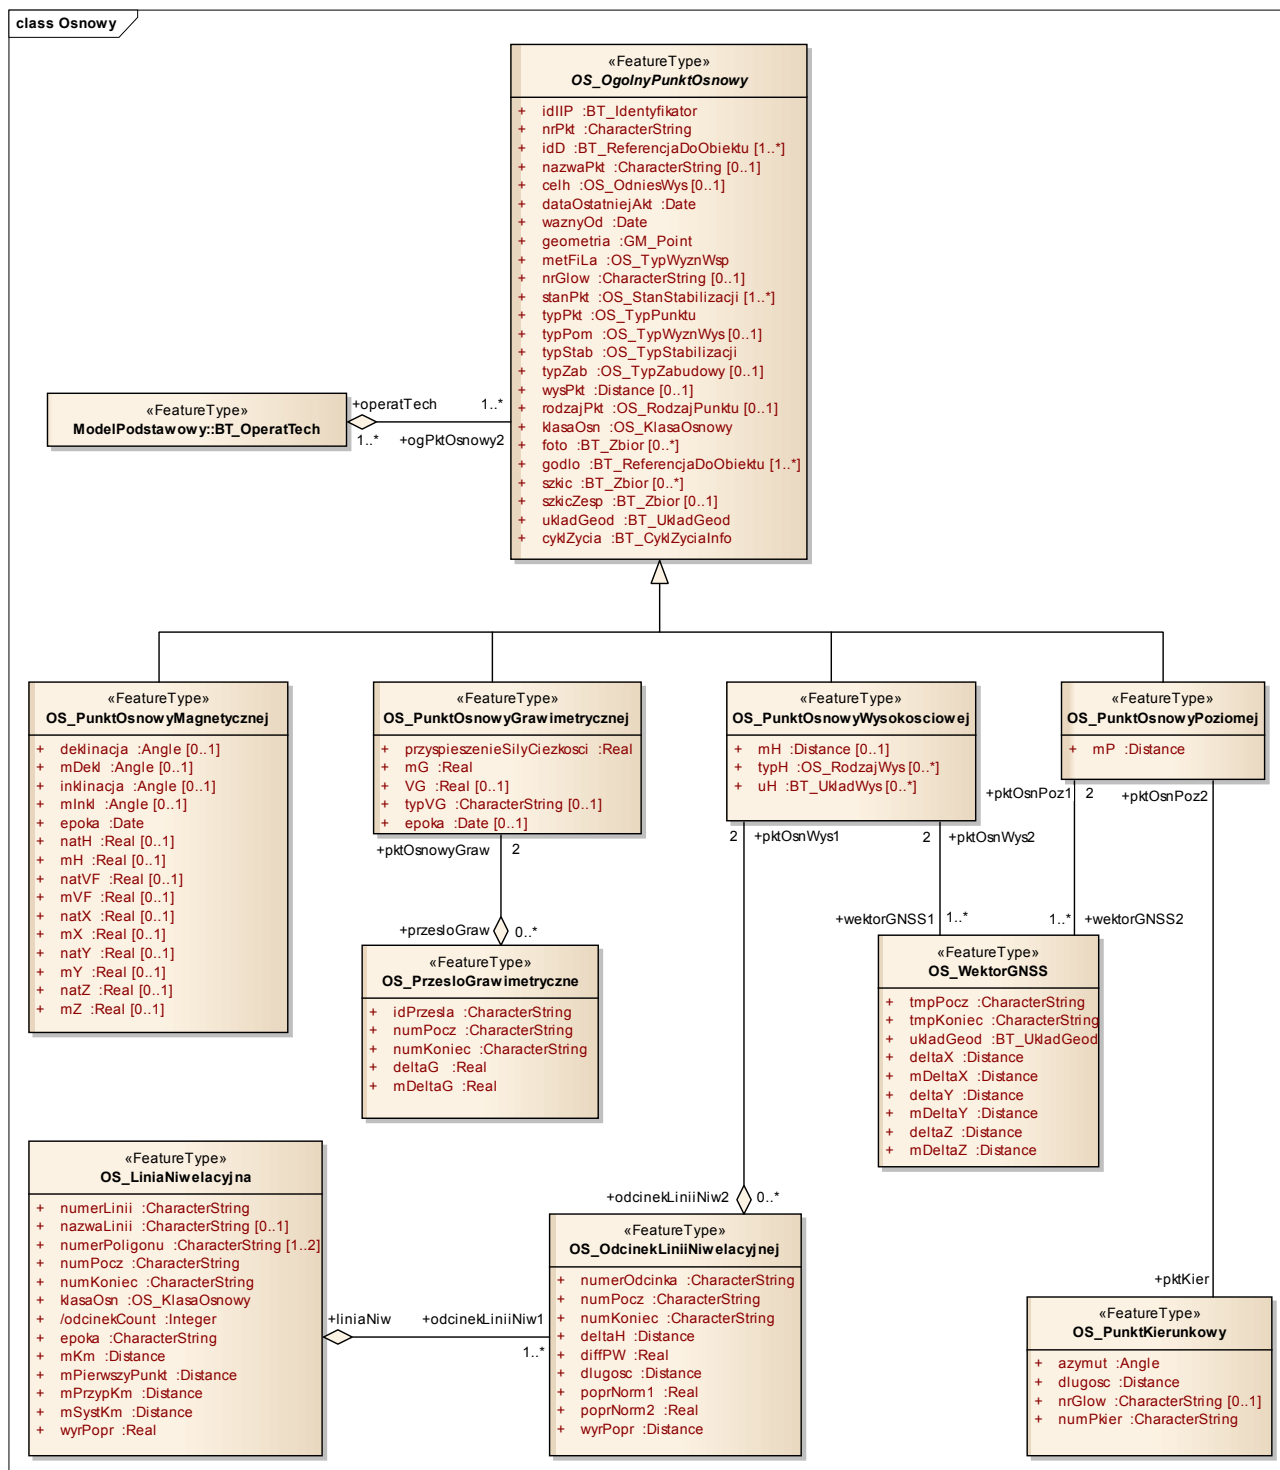 class Osnowy
«FeatureType»
OS_OgolnyPunktOsnowy
+ idIIP :BT_Identyfikator
+ nrPkt :CharacterString
+ idD :BT_ReferencjaDoObiektu [1..*]
+ nazwaPkt :CharacterString [0..1]
+ celh :OS_OdniesWys [0..1]
+ dataOstatniejAkt :Date
+ waznyOd :Date
+ geometria :GM_Point
+ metFiLa :OS_TypWyznWsp
+ nrGlow :CharacterString [0..1]
+ stanPkt :OS_StanStabilizacji [1..*]
+ typPkt :OS_TypPunktu
+ typPom :OS_TypWyznWys [0..1]
+ typStab :OS_TypStabilizacji
+ typZab :OS_TypZabudowy [0..1]
+ wysPkt :Distance [0..1]
+ rodzajPkt :OS_RodzajPunktu [0..1]
+ klasaOsn :OS_KlasaOsnowy
+ foto :BT_Zbior [0..*]
+ godlo :BT_ReferencjaDoObiektu [1..*]
+ szkic :BT_Zbior [0..*]
+ szkicZesp :BT_Zbior [0..1]
+ ukladGeod :BT_UkladGeod
+ cyklZycia :BT_CyklZyciaInfo
«FeatureType»
ModelPodstawowy::BT_OperatTech
+operatTech
1..*
1..*
+ogPktOsnowy2
«FeatureType»
OS_PunktOsnowyMagnetycznej
+ deklinacja :Angle [0..1]
+ mDekl :Angle [0..1]
+ inklinacja :Angle [0..1]
+ mInkl :Angle [0..1]
+ epoka :Date
+ natH :Real [0..1]
+ mH :Real [0..1]
+ natVF :Real [0..1]
+ mVF :Real [0..1]
+ natX :Real [0..1]
+ mX :Real [0..1]
+ natY :Real [0..1]
+ mY :Real [0..1]
+ natZ :Real [0..1]
+ mZ :Real [0..1]
«FeatureType»
OS_PunktOsnowyGrawimetrycznej
+ przyspieszenieSilyCiezkosci :Real
+ mG :Real
+ VG :Real [0..1]
+ typVG :CharacterString [0..1]
+ epoka :Date [0..1]
«FeatureType»
OS_PunktOsnowyWysokosciowej
+ mH :Distance [0..1]
+ typH :OS_RodzajWys [0..*]
+ uH :BT_UkladWys [0..*]
«FeatureType»
OS_PunktOsnowyPoziomej
+ mP :Distance
+pktOsnPoz1
2
+pktOsnPoz2
2
+pktOsnWys1
2
+pktOsnWys2
+pktOsnowyGraw
2
+przesloGraw
0..*
+wektorGNSS1
1..*
1..*
+wektorGNSS2
«FeatureType»
OS_PrzesloGrawimetryczne
+ idPrzesla :CharacterString
+ numPocz :CharacterString
+ numKoniec :CharacterString
+ deltaG :Real
+ mDeltaG :Real
«FeatureType»
OS_WektorGNSS
+ tmpPocz :CharacterString
+ tmpKoniec :CharacterString
+ ukladGeod :BT_UkladGeod
+ deltaX :Distance
+ mDeltaX :Distance
+ deltaY :Distance
+ mDeltaY :Distance
+ deltaZ :Distance
+ mDeltaZ :Distance
«FeatureType»
OS_LiniaNiwelacyjna
+ numerLinii :CharacterString
+ nazwaLinii :CharacterString [0..1]
+ numerPoligonu :CharacterString [1..2]
+ numPocz :CharacterString
+ numKoniec :CharacterString
+ klasaOsn :OS_KlasaOsnowy
+ /odcinekCount :Integer
+ epoka :CharacterString
+ mKm :Distance
+ mPierwszyPunkt :Distance
+ mPrzypKm :Distance
+ mSystKm :Distance
+ wyrPopr :Real
+liniaNiw
+odcinekLiniiNiw1
1..*
+odcinekLiniiNiw2
0..*
«FeatureType»
OS_OdcinekLiniiNiwelacyjnej
+ numerOdcinka :CharacterString
+ numPocz :CharacterString
+ numKoniec :CharacterString
+ deltaH :Distance
+ diffPW :Real
+ dlugosc :Distance
+ poprNorm1 :Real
+ poprNorm2 :Real
+ wyrPopr :Distance
+pktKier
«FeatureType»
OS_PunktKierunkowy
+ azymut :Angle
+ dlugosc :Distance
+ nrGlow :CharacterString [0..1]
+ numPkier :CharacterString